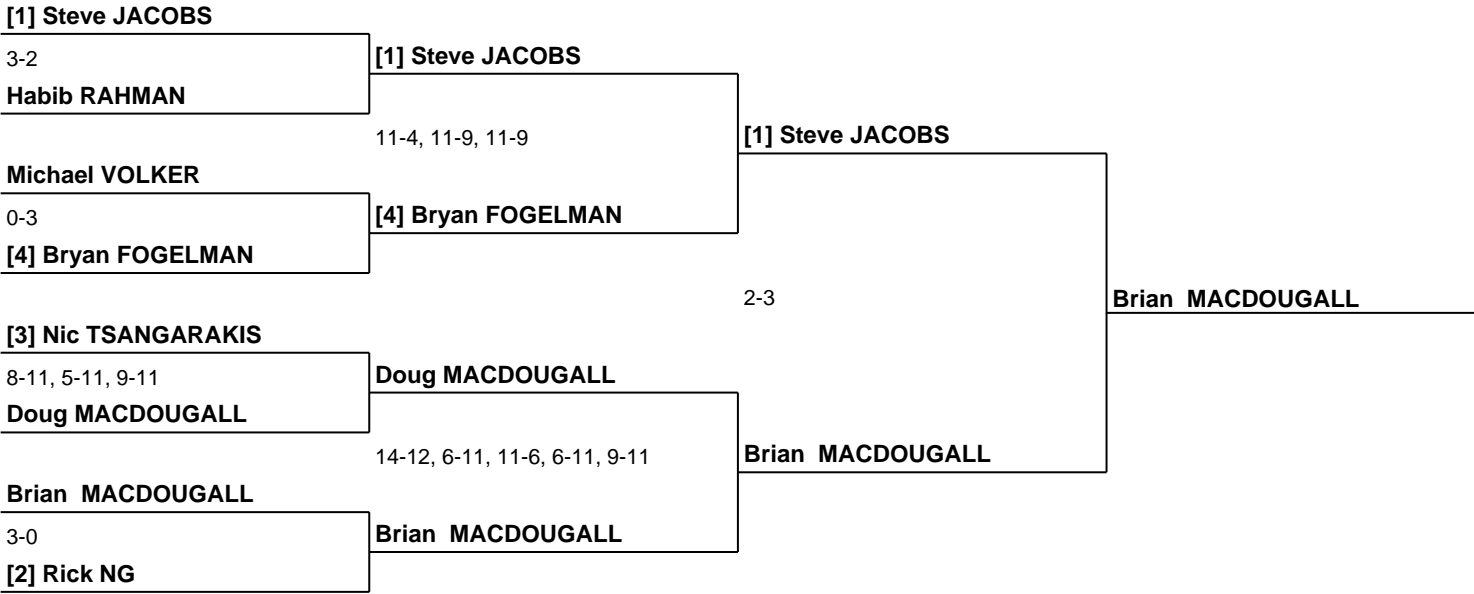 [1] Steve JACOBS
3-2
Habib RAHMAN
Michael VOLKER
0-3
[4] Bryan FOGELMAN
[3] Nic TSANGARAKIS
8-11, 5-11, 9-11
Doug MACDOUGALL
Brian  MACDOUGALL
3-0
[2] Rick NG
[1] Steve JACOBS
11-4, 11-9, 11-9
[4] Bryan FOGELMAN
Doug MACDOUGALL
14-12, 6-11, 11-6, 6-11, 9-11
Brian  MACDOUGALL
[1] Steve JACOBS
2-3
Brian  MACDOUGALL
Brian  MACDOUGALL